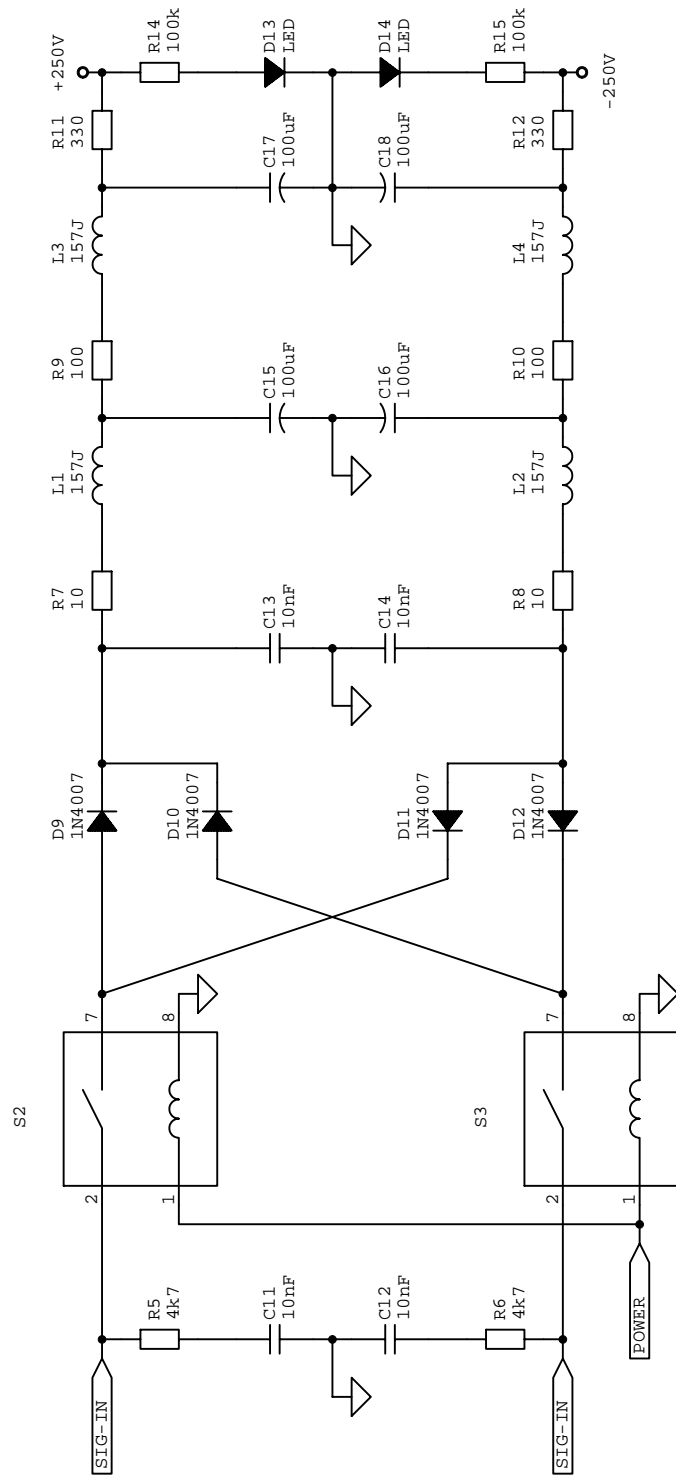 SIG-IN
R5
4k7
C11
10nF
C12
10nF
R6
4k7
SIG-IN
POWER
S2
2
7
1
8
S3
2
7
1
8
D9
1N4007
D10
1N4007
D11
1N4007
D12
1N4007
C13
10nF
C14
10nF
R7
10
R8
10
L1
157J
L2
157J
C15
100uF
C16
100uF
R9
100
R10
100
L3
157J
L4
157J
C17
100uF
C18
100uF
R11
330
R12
330
+250V
R14
100k
D13
LED
D14
LED
R15
100k
-250V